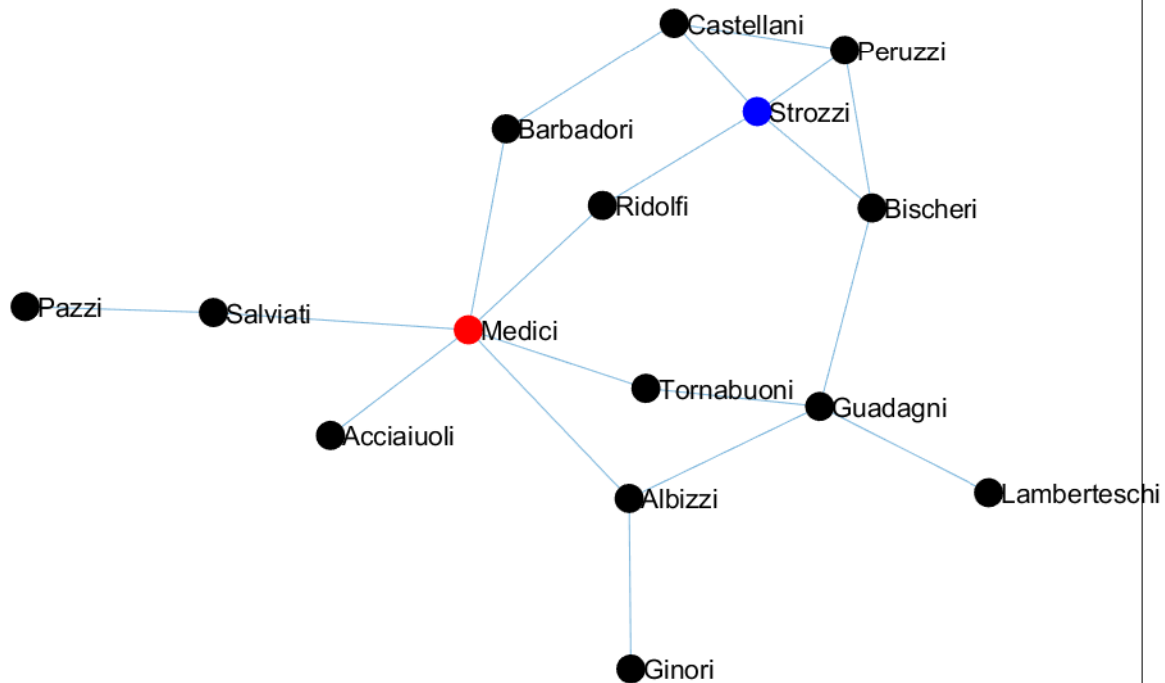 Castellani
Peruzzi
Strozzi
Barbadori
Ridolfi
Bischeri
Pazzi
Salviati
Medici
Tornabuoni
Guadagni
Acciaiuoli
Albizzi
Lamberteschi
Ginori